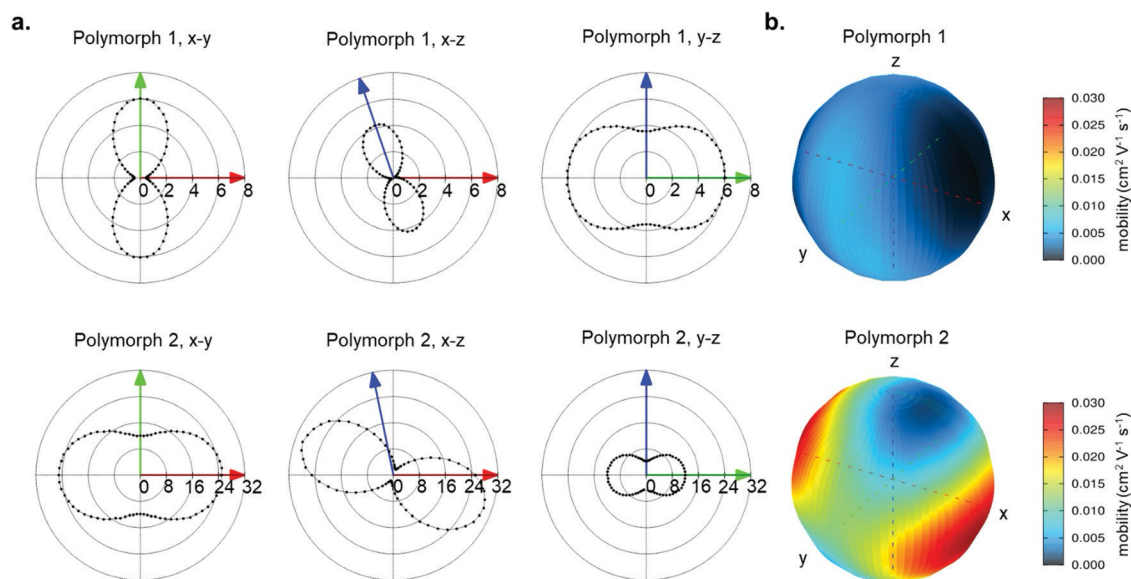 a.
b.
Polymorph 1, x-y
Polymorph 1, x-z
Polymorph 1, y-z
Polymorph 1
0 2 4 6 8
0 2 4 6 8
0 2 4 6 8
z
x
y
0.030
0.025
0.020
0.015
0.010
0.005
0.000
mobility (cm² V⁻¹ s⁻¹)
Polymorph 2, x-y
Polymorph 2, x-z
Polymorph 2, y-z
Polymorph 2
0 8 16 24 32
0 8 16 24 32
0 8 16 24 32
z
x
y
0.030
0.025
0.020
0.015
0.010
0.005
0.000
mobility (cm² V⁻¹ s⁻¹)